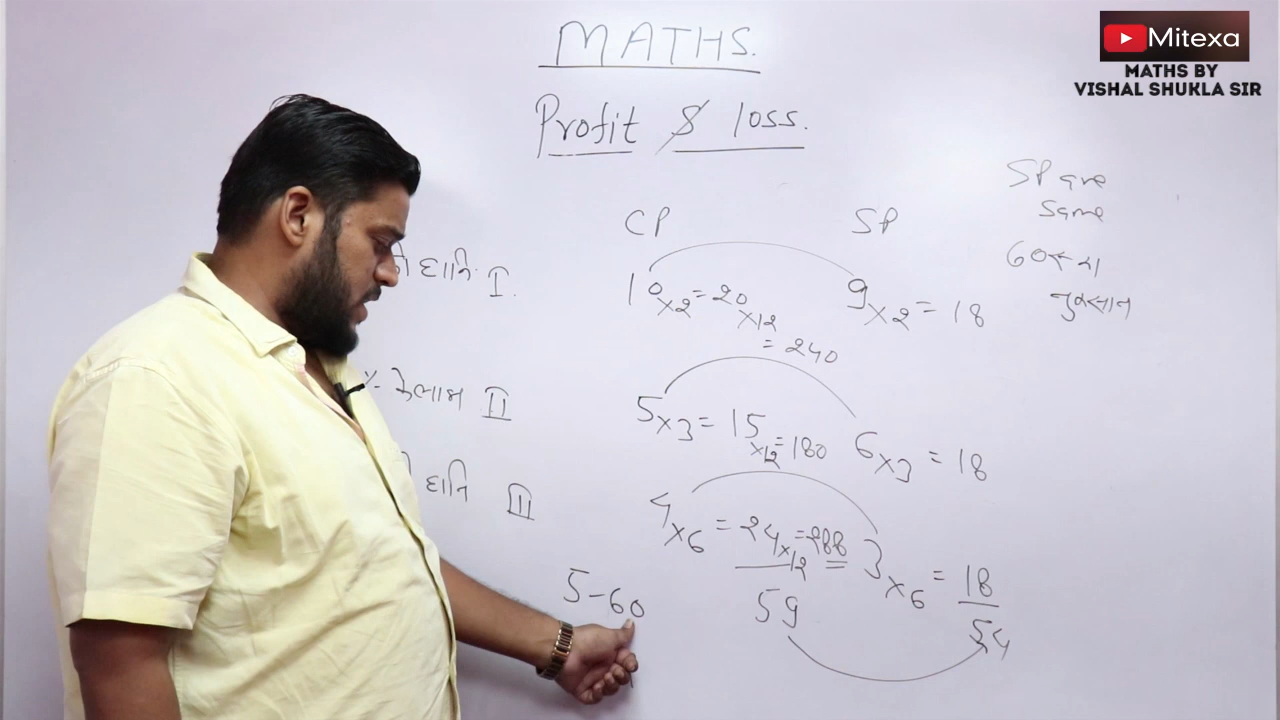 Mitexa
MATHS BY
VISHAL SHUKLA SIR
MATHS.
Profit & loss.
SP are
same
CP
SP
60રૂ
નુકસાન
હાનિ I.
10×2=20
×12
=240
9×2=18
%
II
5×3=15
×12=180
6×3=18
હાનિ III
4×6=24
×12=288
3×6=18
5-60
59
54